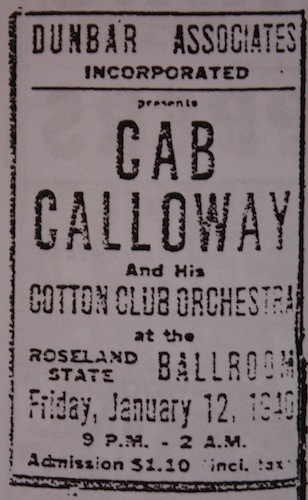 DUNBAR ASSOCIATES
INCORPORATED
presents
CAB
CALLOWAY
And His
COTTON CLUB ORCHESTRA
at the
ROSELAND STATE BALLROOM
Friday, January 12, 1940
9 P.M. - 2 A.M.
Admission $1.10 (incl. tax)